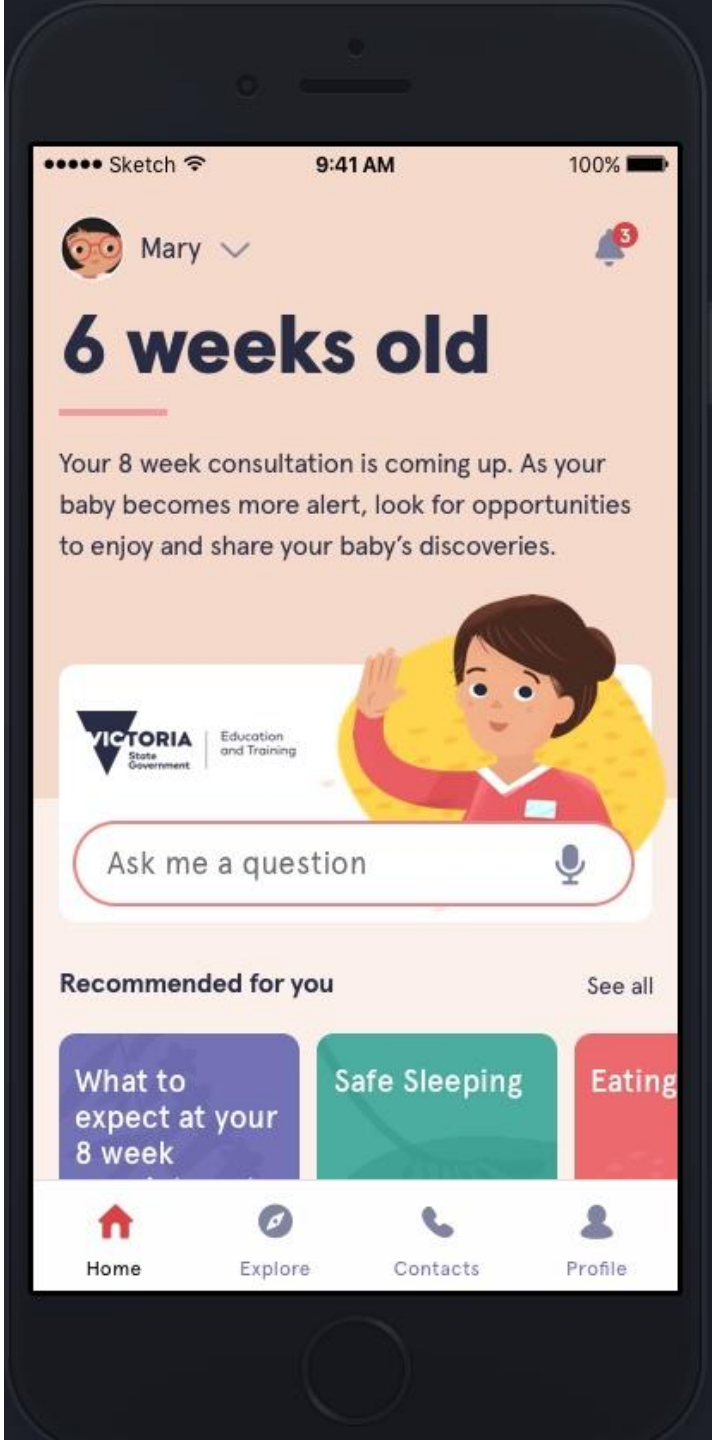 Sketch 9:41 AM 100%
Mary
3
6 weeks old
Your 8 week consultation is coming up. As your
baby becomes more alert, look for opportunities
to enjoy and share your baby’s discoveries.
VICTORIA
State
Government
Education
and Training
Ask me a question
Recommended for you
See all
What to
expect at your
8 week
Safe Sleeping
Eating
Home
Explore
Contacts
Profile